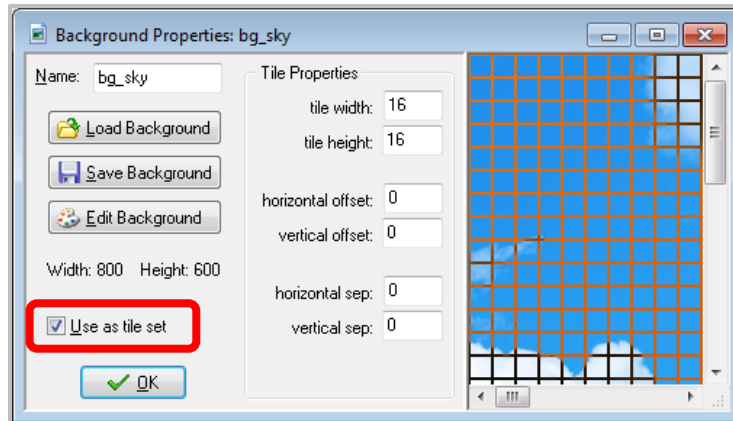 Background Properties: bg_sky
Name: bg_sky
Load Background
Save Background
Edit Background
Width: 800 Height: 600
Use as tile set
OK
Tile Properties
tile width: 16
tile height: 16
horizontal offset: 0
vertical offset: 0
horizontal sep: 0
vertical sep: 0